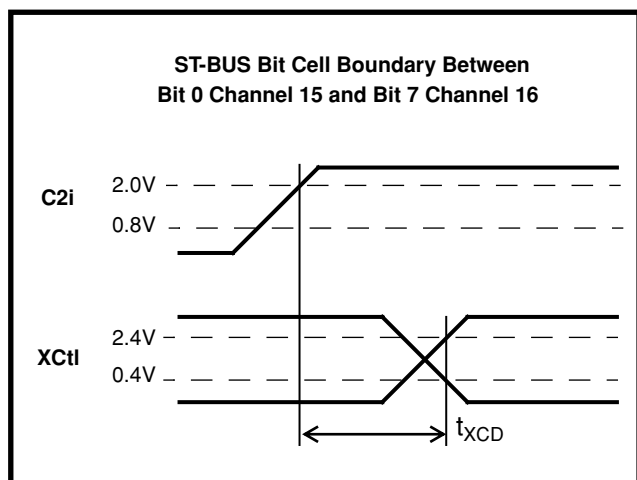 ST-BUS Bit Cell Boundary Between
Bit 0 Channel 15 and Bit 7 Channel 16
C2i
2.0V
0.8V
XCtl
2.4V
0.4V
tXCD